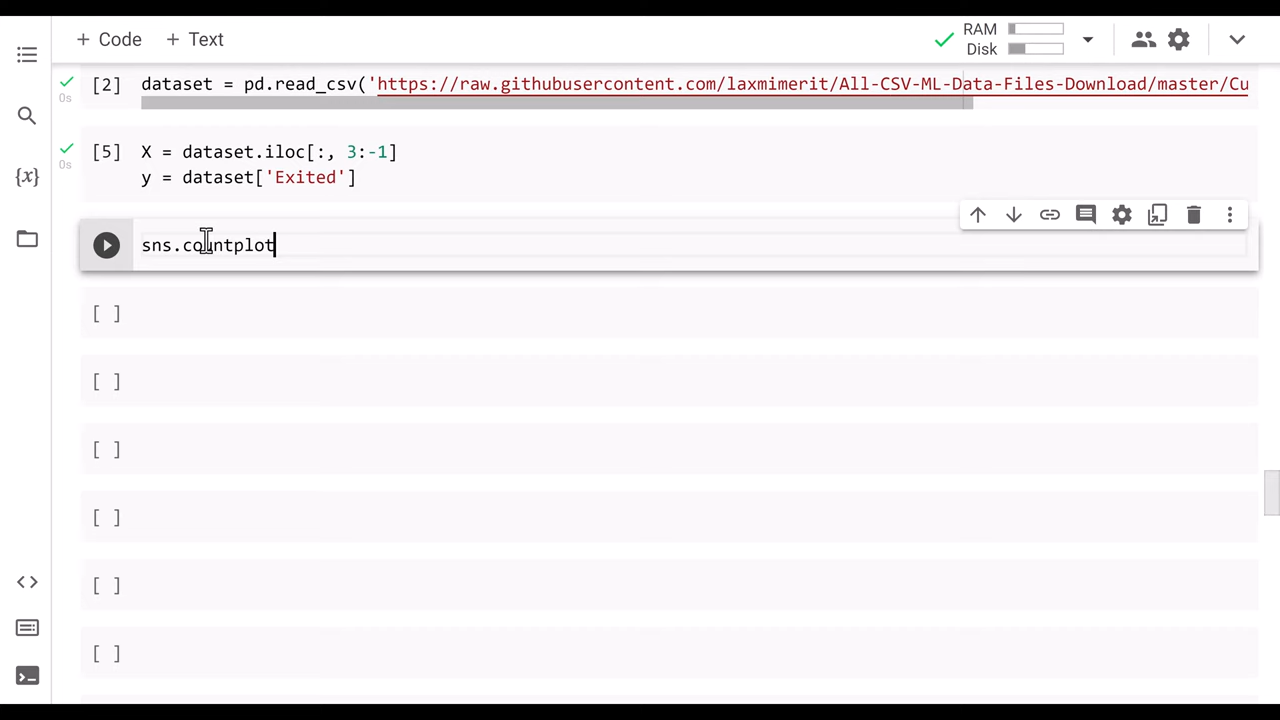 + Code + Text
RAM
Disk
[2] dataset = pd.read_csv('https://raw.githubusercontent.com/laxmimerit/All-CSV-ML-Data-Files-Download/master/Cu
0s
[5] X = dataset.iloc[:, 3:-1]
0s
y = dataset['Exited']
sns.countplot
[ ]
[ ]
[ ]
[ ]
[ ]
[ ]